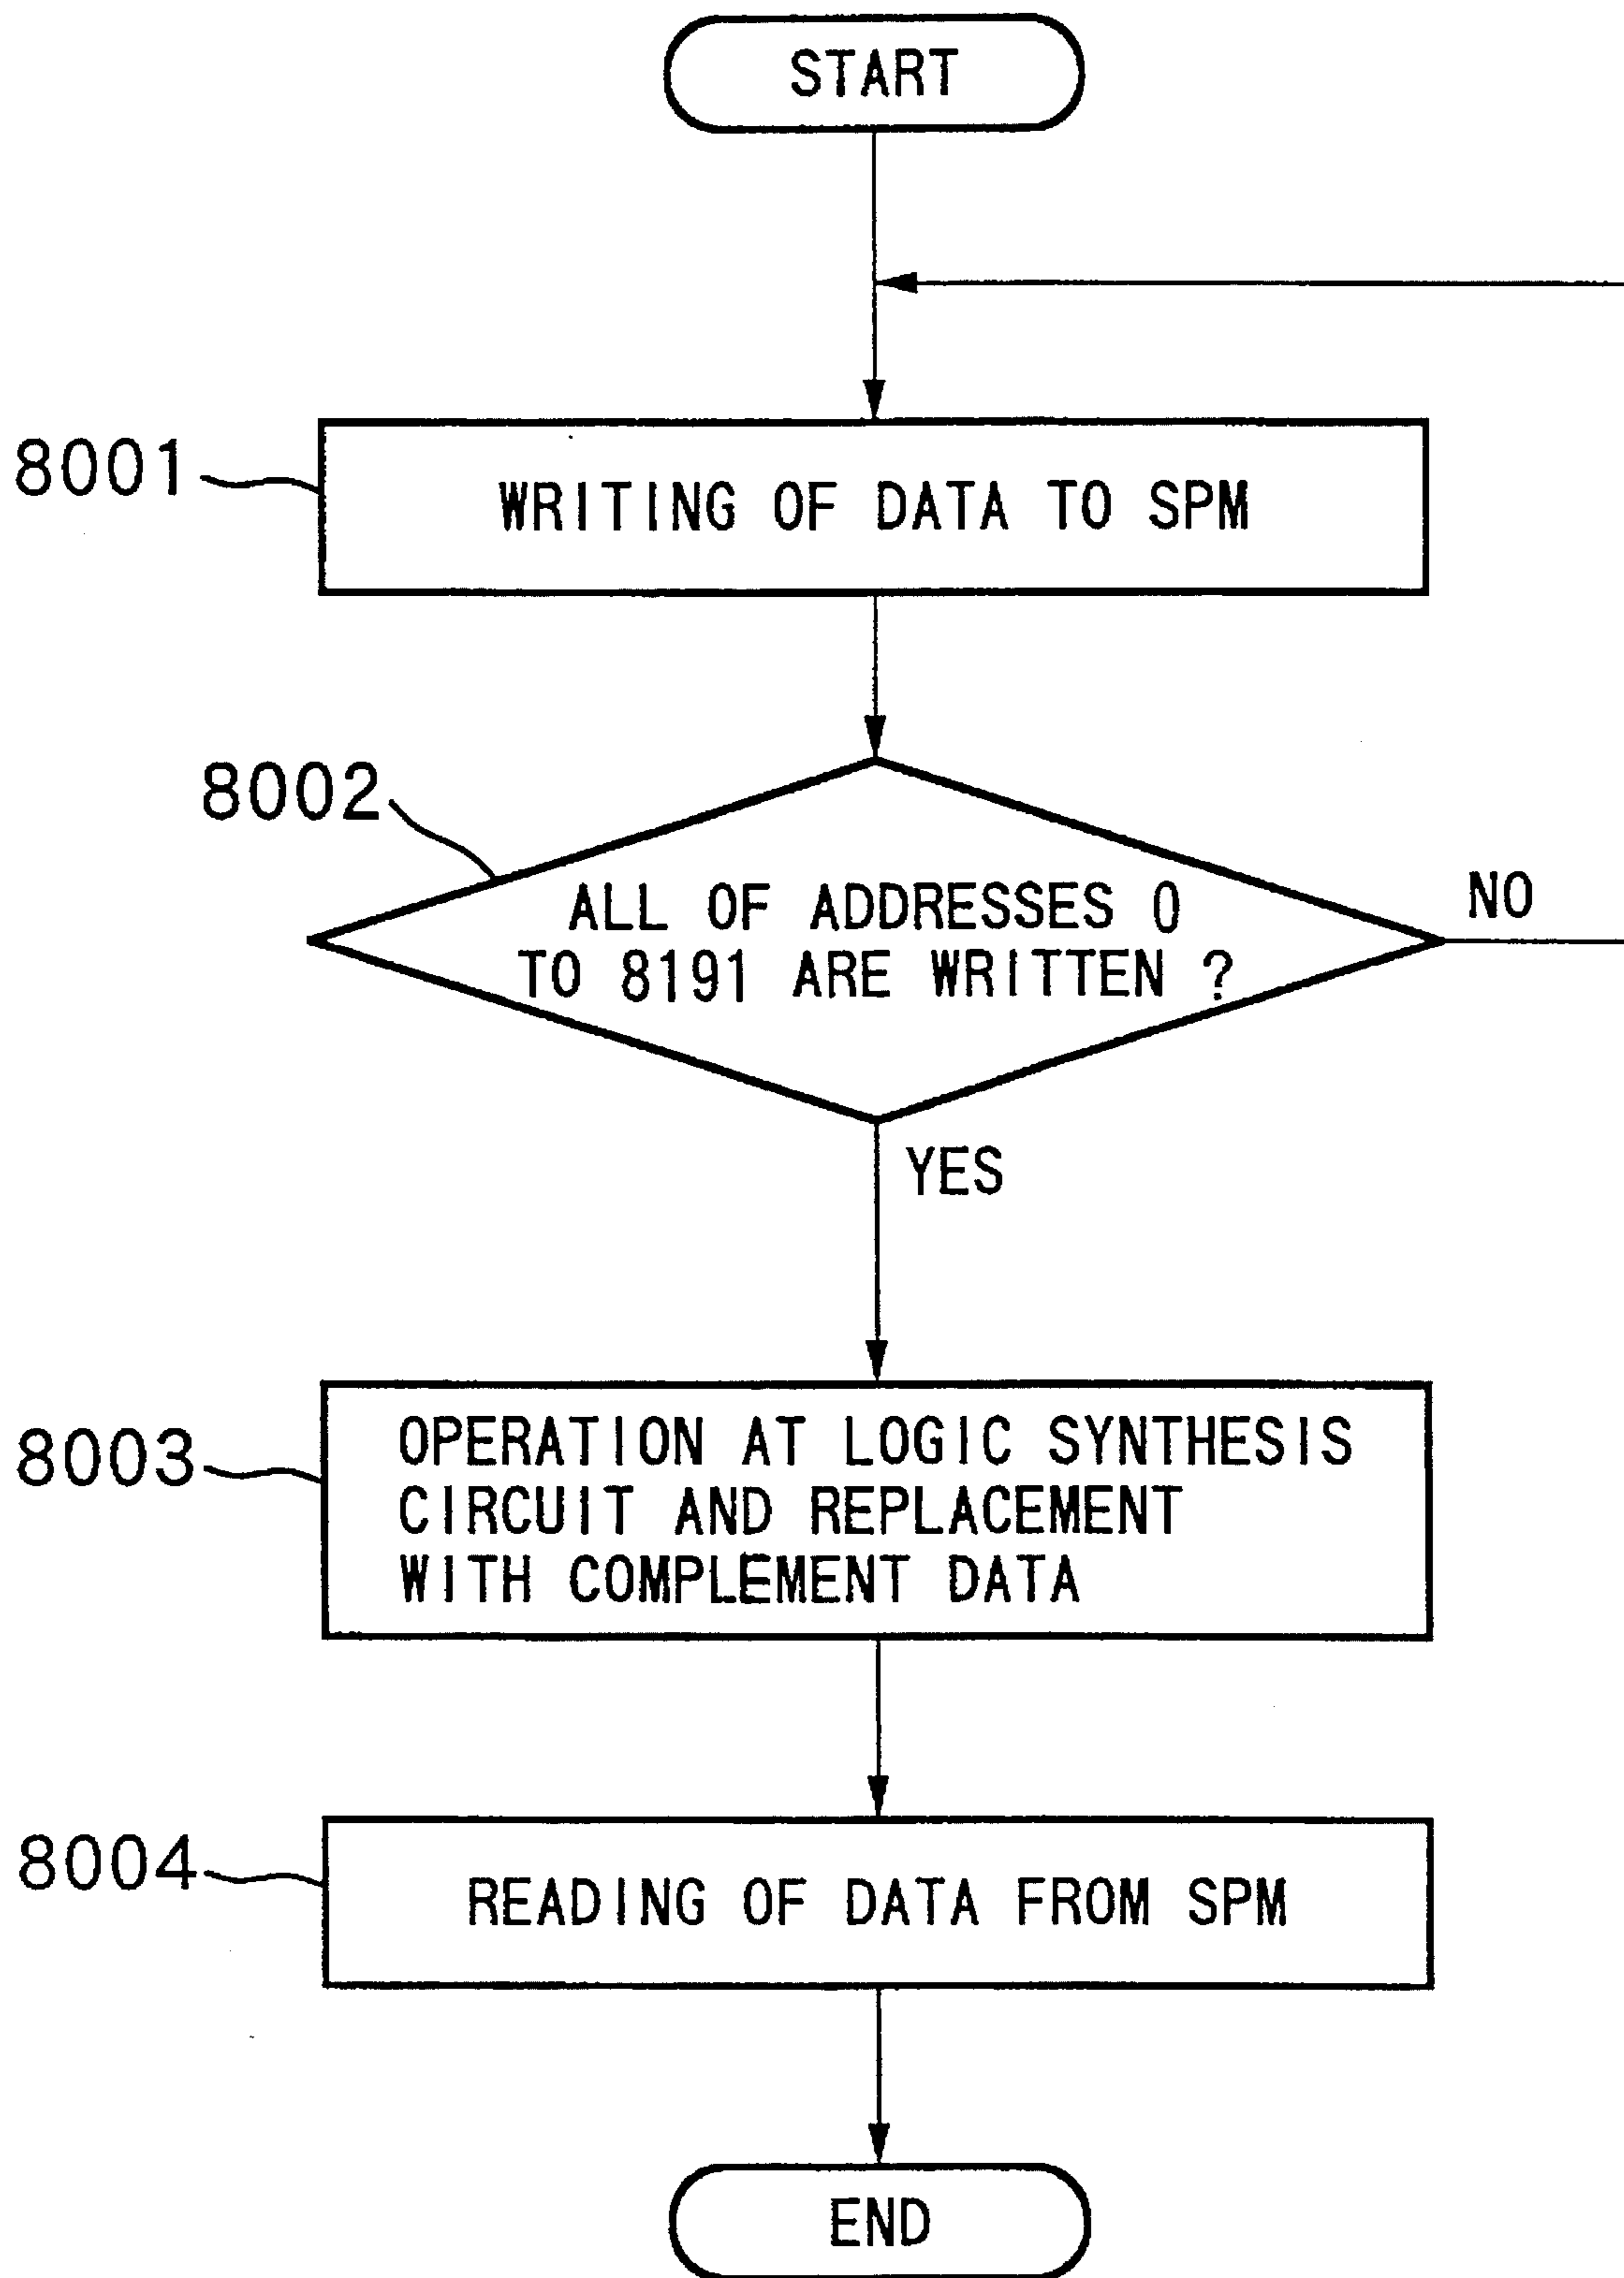 START
8001
WRITING OF DATA TO SPM
8002
ALL OF ADDRESSES 0
TO 8191 ARE WRITTEN ?
NO
YES
8003
OPERATION AT LOGIC SYNTHESIS
CIRCUIT AND REPLACEMENT
WITH COMPLEMENT DATA
8004
READING OF DATA FROM SPM
END